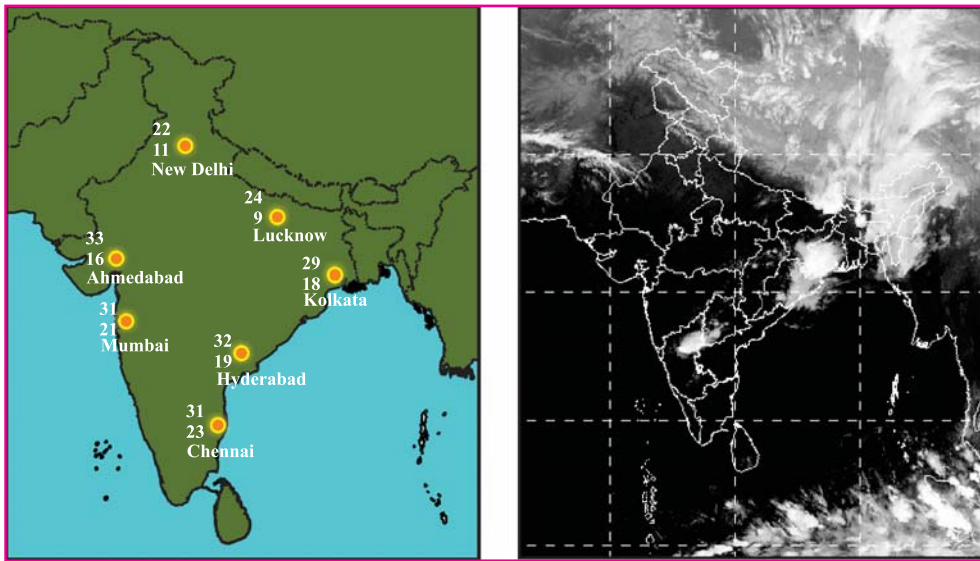 22
11
New Delhi
24
9
Lucknow
33
16
Ahmedabad
29
18
Kolkata
31
21
Mumbai
32
19
Hyderabad
31
23
Chennai